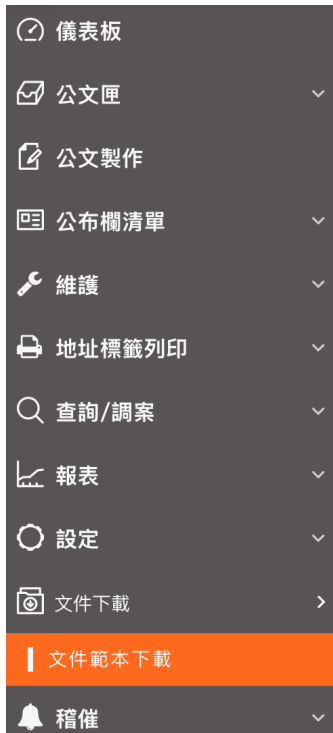 儀表板
公文匣
公文製作
公布欄清單
維護
地址標籤列印
查詢/調案
報表
設定
文件下載
文件範本下載
稽催